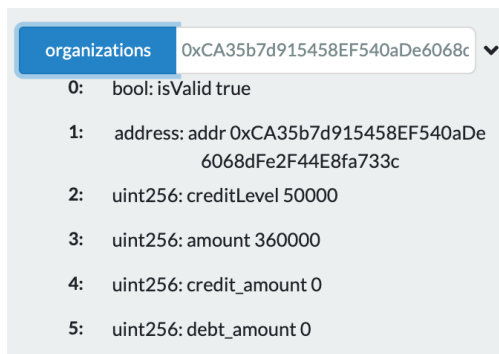 organizations 0xCA35b7d915458EF540aDe6068c
0: bool: isValid true
1: address: addr 0xCA35b7d915458EF540aDe
6068dFe2F44E8fa733c
2: uint256: creditLevel 50000
3: uint256: amount 360000
4: uint256: credit_amount 0
5: uint256: debt_amount 0